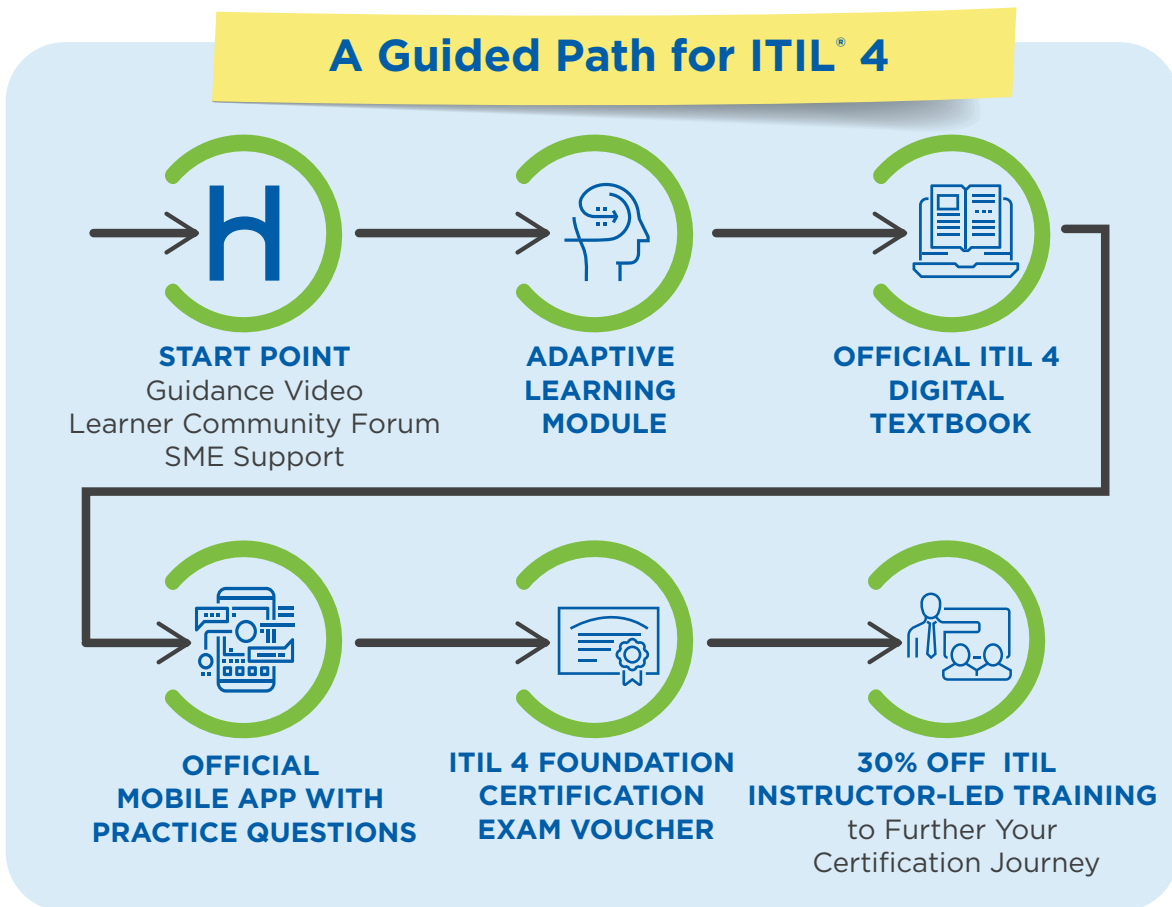 A Guided Path for ITIL® 4
START POINT
Guidance Video
Learner Community Forum
SME Support
ADAPTIVE
LEARNING
MODULE
OFFICIAL ITIL 4
DIGITAL
TEXTBOOK
OFFICIAL
MOBILE APP WITH
PRACTICE QUESTIONS
ITIL 4 FOUNDATION
CERTIFICATION
EXAM VOUCHER
30% OFF ITIL
INSTRUCTOR-LED TRAINING
to Further Your
Certification Journey